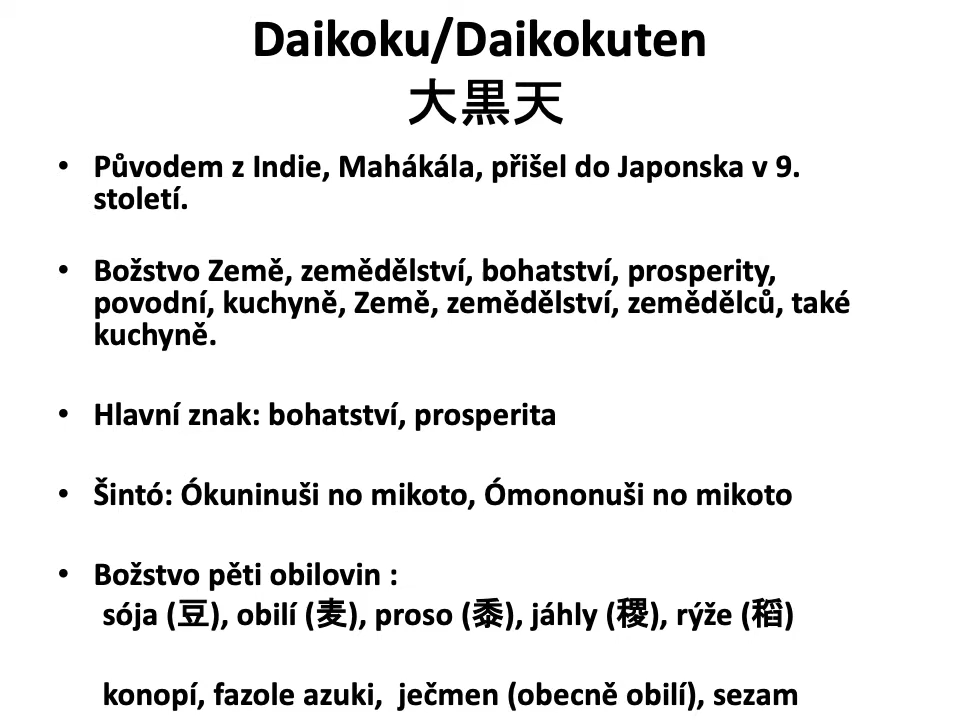 Daikoku/Daikokuten
大黒天
• Původem z Indie, Mahákála, přišel do Japonska v 9.
století.
• Božstvo Země, zemědělství, bohatství, prosperity,
povodní, kuchyně, Země, zemědělství, zemědělců, také
kuchyně.
• Hlavní znak: bohatství, prosperita
• Šintó: Ókuninuši no mikoto, Ómononuši no mikoto
• Božstvo pěti obilovin :
sója (豆), obilí (麦), proso (黍), jáhly (稷), rýže (稲)
konopí, fazole azuki, ječmen (obecně obilí), sezam